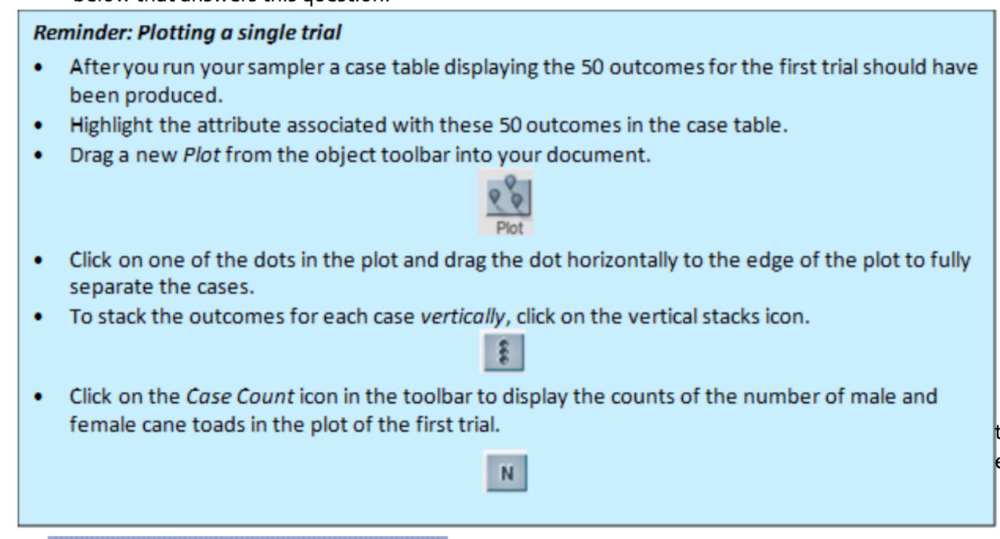 below that answers this question.
Reminder: Plotting a single trial
• After you run your sampler a case table displaying the 50 outcomes for the first trial should have
been produced.
• Highlight the attribute associated with these 50 outcomes in the case table.
• Drag a new Plot from the object toolbar into your document.
Plot
• Click on one of the dots in the plot and drag the dot horizontally to the edge of the plot to fully
separate the cases.
• To stack the outcomes for each case vertically, click on the vertical stacks icon.
• Click on the Case Count icon in the toolbar to display the counts of the number of male and
female cane toads in the plot of the first trial.
N